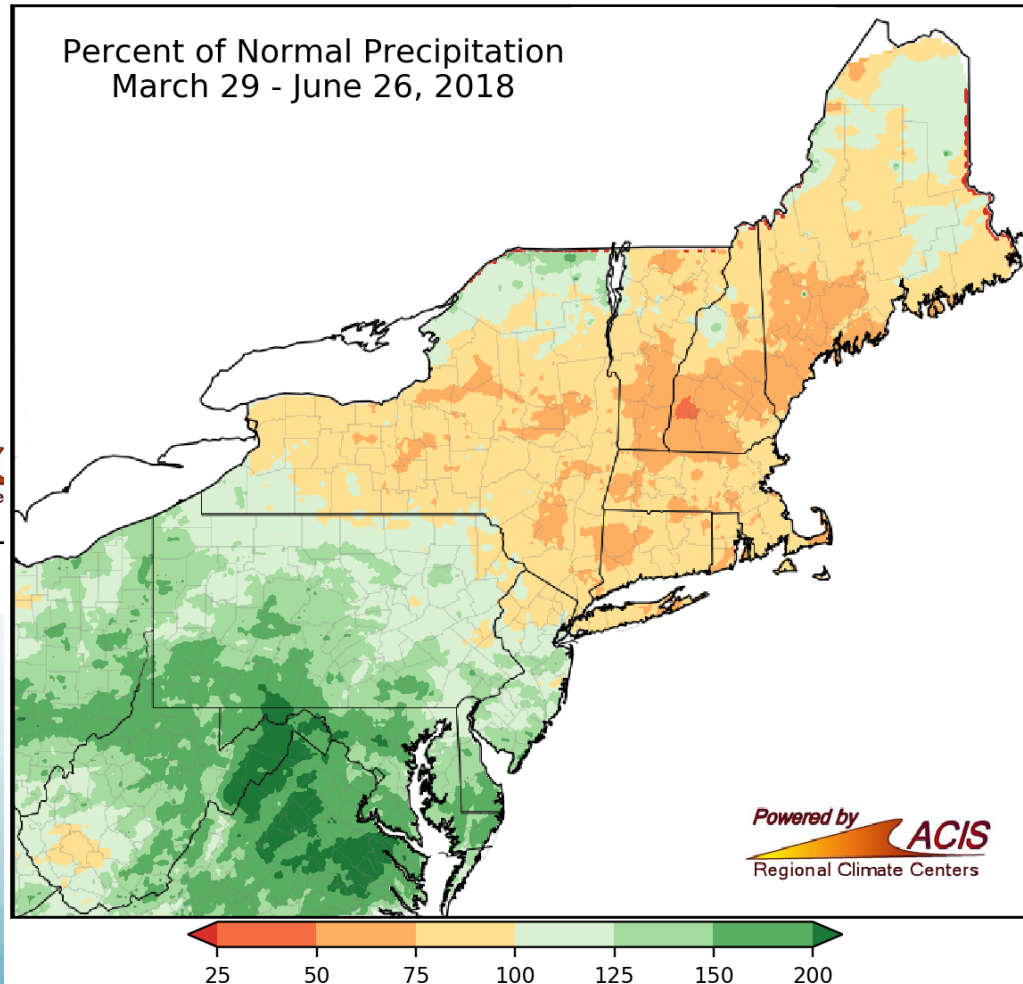 Percent of Normal Precipitation
March 29 - June 26, 2018
Powered by
ACIS
Regional Climate Centers
25 50 75 100 125 150 200